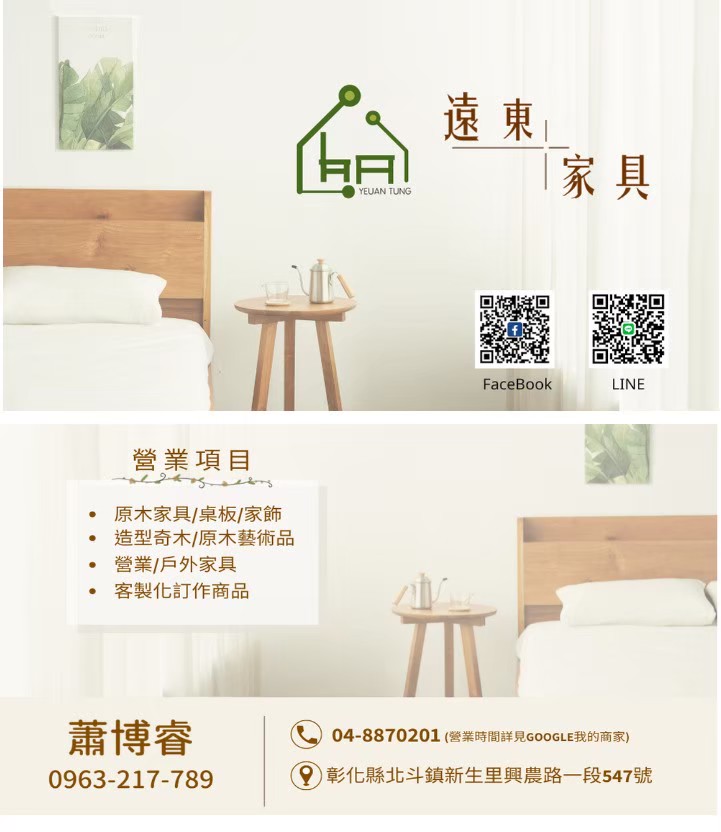 YEUAN TUNG
遠東
家具
FaceBook
LINE
營業項目
• 原木家具/桌板/家飾
• 造型奇木/原木藝術品
• 營業/戶外家具
• 客製化訂作商品
蕭博睿
0963-217-789
04-8870201 (營業時間詳見GOOGLE我的商家)
彰化縣北斗鎮新生里興農路一段547號